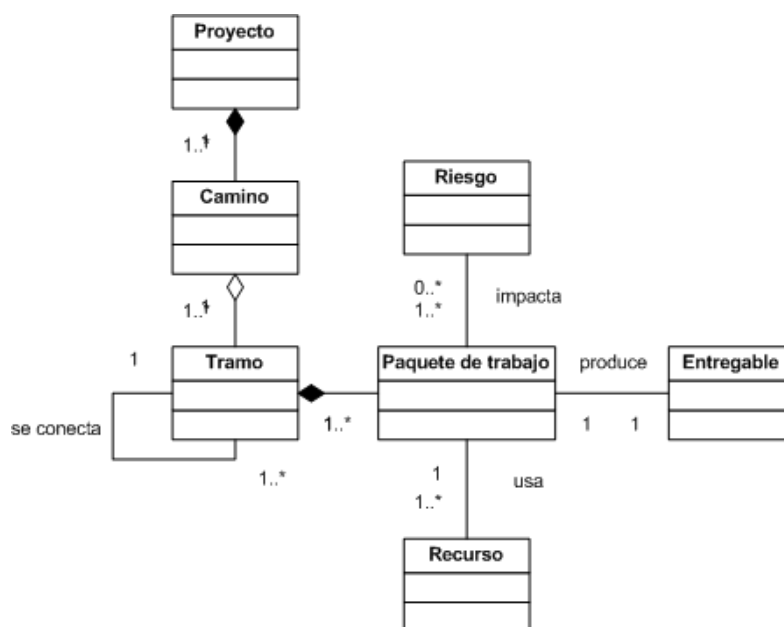 Proyecto
1..*
1
Camino
Riesgo
1..*
1
0..*
impacta
1..*
1
Tramo
Paquete de trabajo
produce
Entregable
se conecta
1..*
1
1
1..*
1
usa
1..*
Recurso